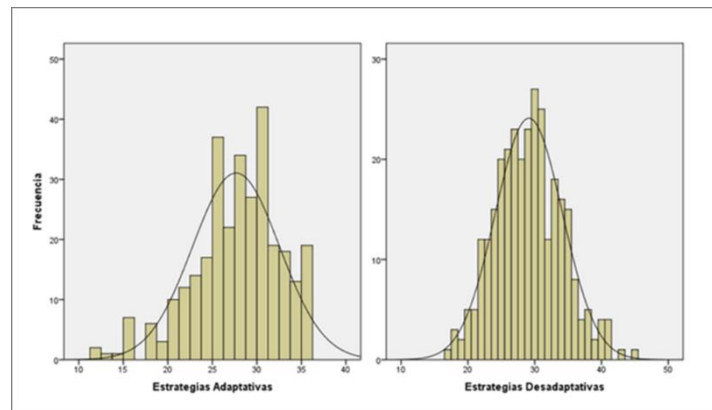 Frecuencia
50
40
30
20
10
0
10 15 20 25 30 35 40
Estrategias Adaptativas
30
20
10
0
10 20 30 40 50
Estrategias Desadaptativas